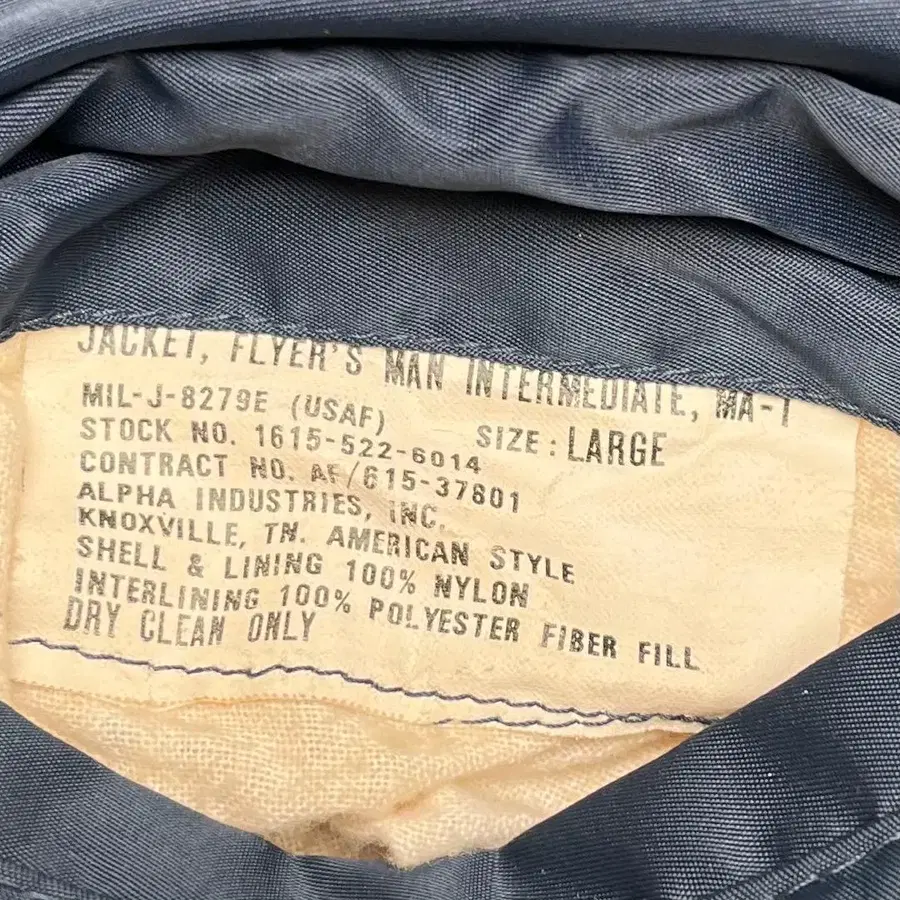 JACKET, FLYER'S MAN INTERMEDIATE, MA-1
MIL-J-8279E (USAF) SIZE: LARGE
STOCK NO. 1615-522-6014
CONTRACT NO. AF/615-37801
ALPHA INDUSTRIES, INC.
KNOXVILLE, TN. AMERICAN STYLE
SHELL & LINING 100% NYLON
INTERLINING 100% POLYESTER FIBER FILL
DRY CLEAN ONLY